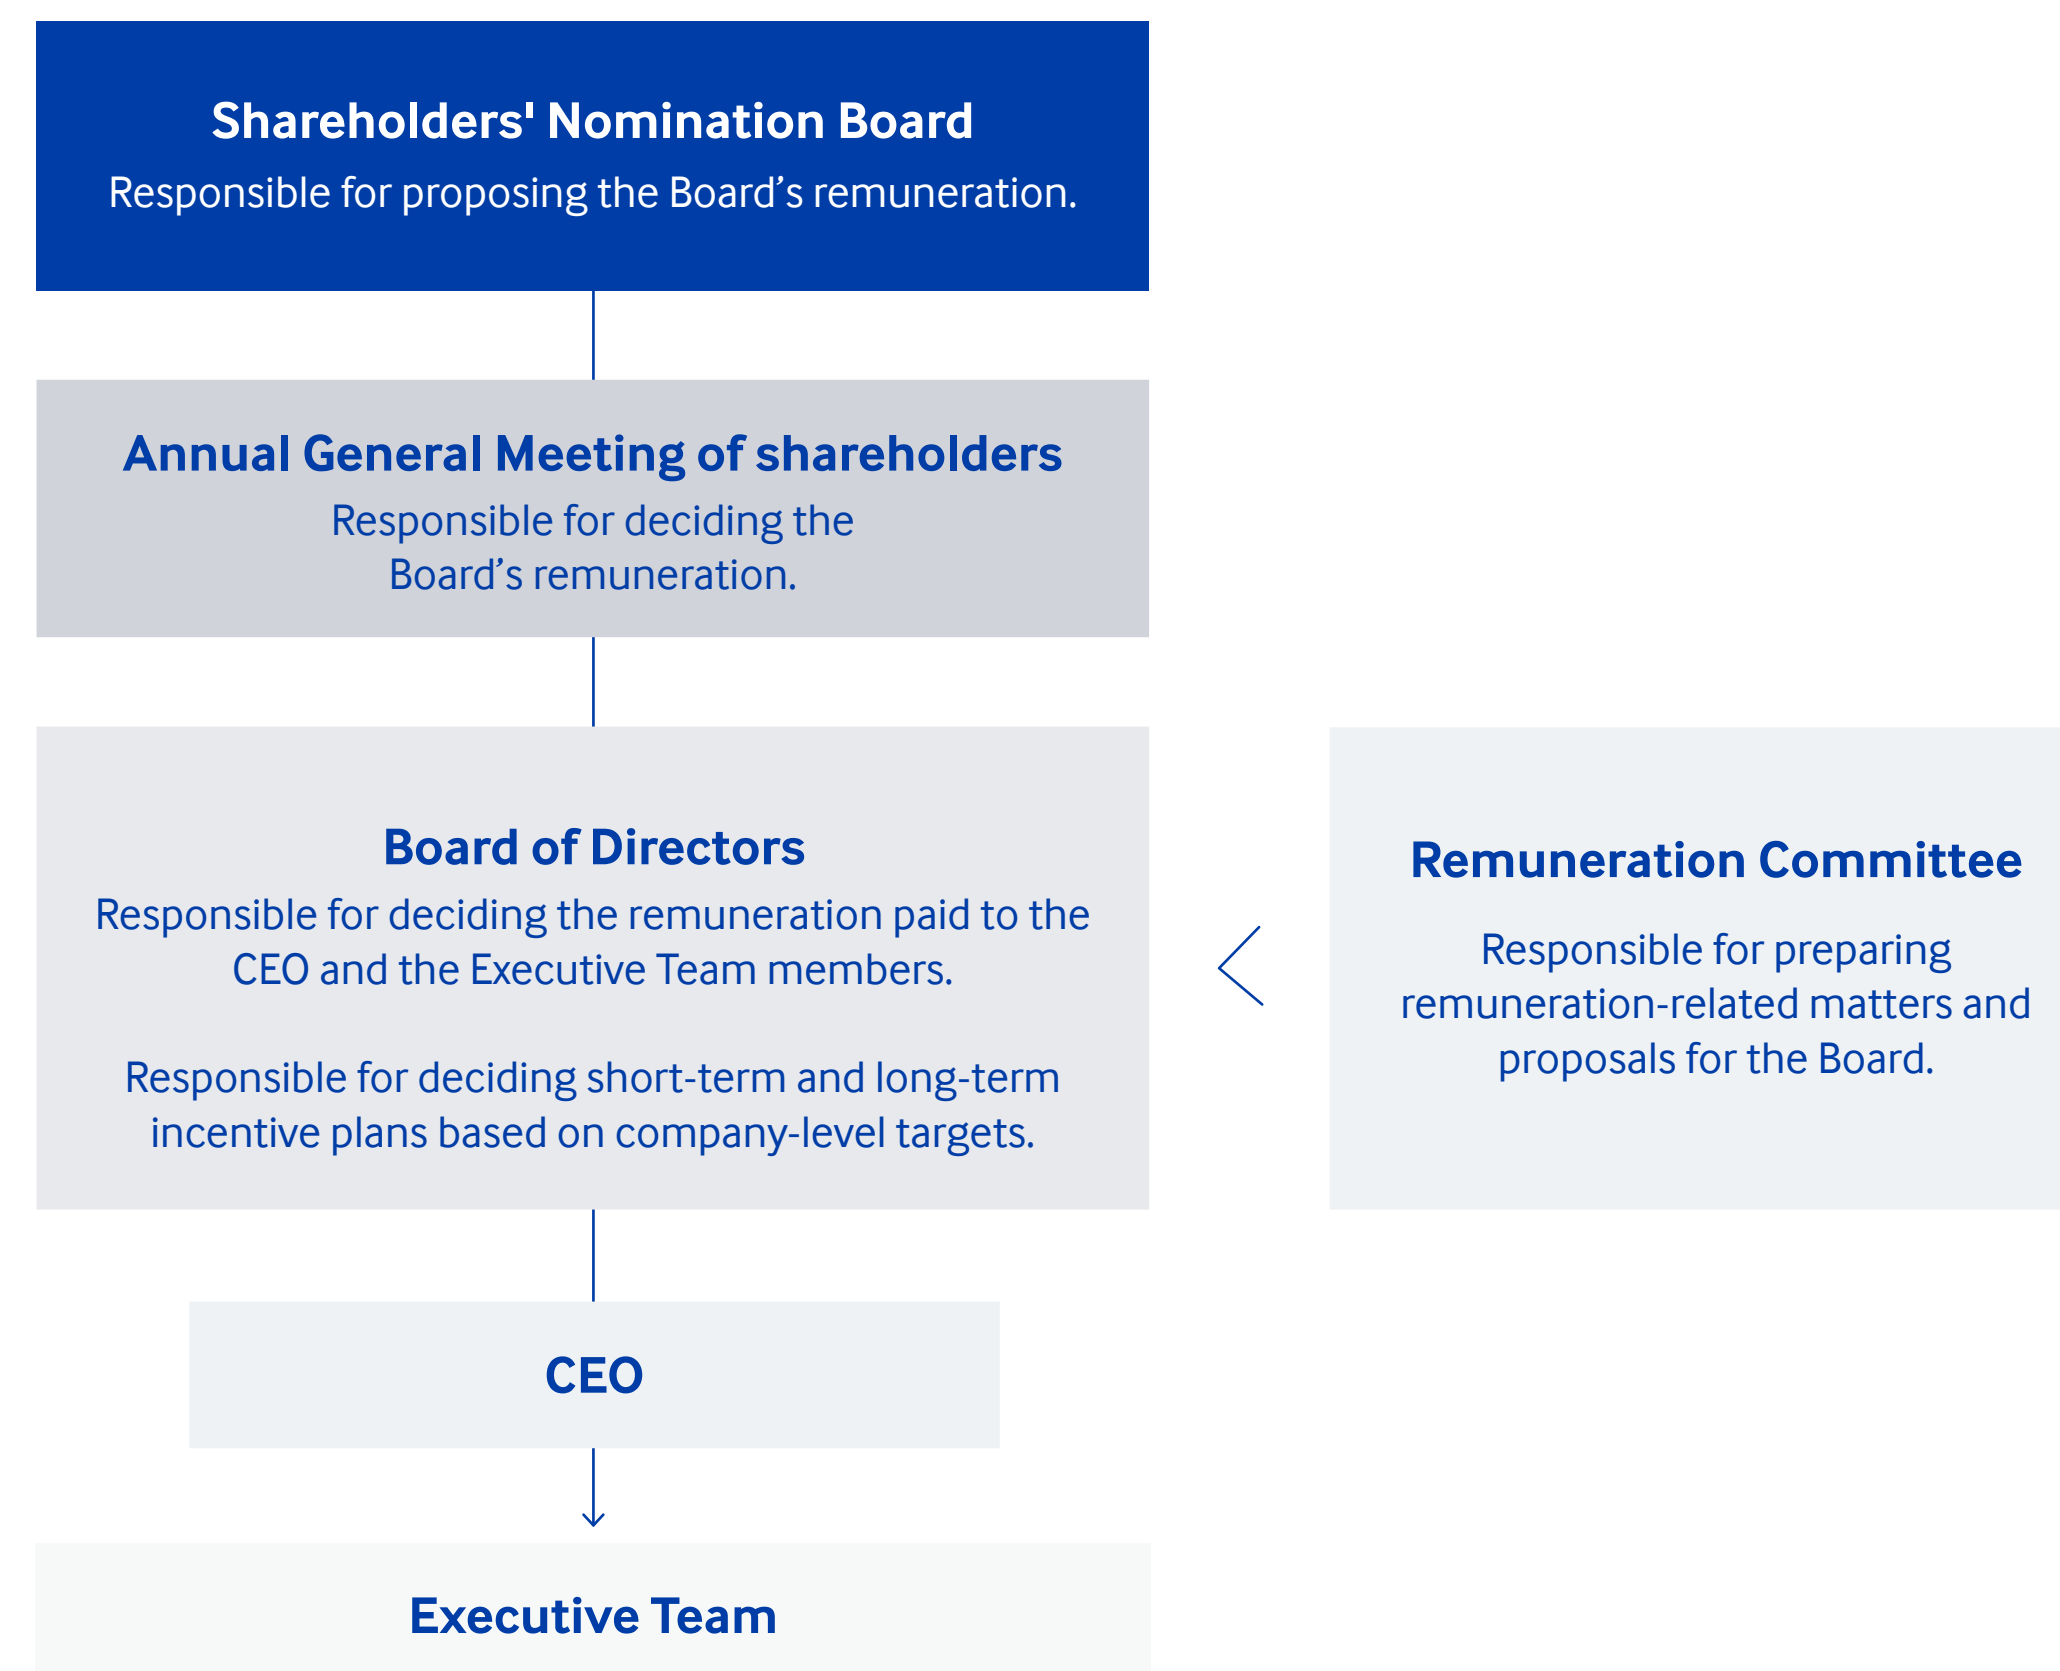 Shareholders' Nomination Board
Responsible for proposing the Board’s remuneration.
Annual General Meeting of shareholders
Responsible for deciding the
Board’s remuneration.
Board of Directors
Responsible for deciding the remuneration paid to the
CEO and the Executive Team members.
Responsible for deciding short-term and long-term
incentive plans based on company-level targets.
Remuneration Committee
Responsible for preparing
remuneration-related matters and
proposals for the Board.
CEO
Executive Team